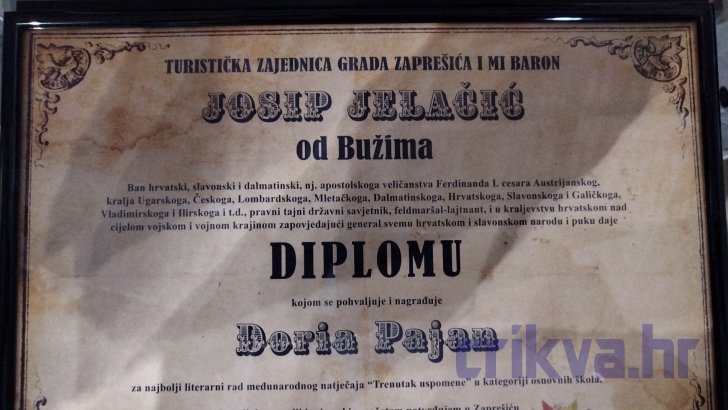 TURISTIČKA ZAJEDNICA GRADA ZAPREŠIĆA I MI BARON
JOSIP JELAČIĆ
od Bužima
Ban hrvatski, slavonski i dalmatinski, nj. apostolskoga veličanstva Ferdinanda I. cesara Austrijanskog,
kralja Ugarskoga, Českoga, Lombardskoga, Mletačkoga, Dalmatinskoga, Hrvatskoga, Slavonskoga i Galičkoga,
Vladimirskoga i Ilirskoga i t.d., pravni tajni državni savjetnik, feldmaršal-lajtnant, i u kraljevstvu hrvatskom nad
cijelom vojskom i vojnom krajinom zapovjedajući general svemu hrvatskom i slavonskom narodu i puku daje
DIPLOMU
kojom se pohvaljuje i nagrađuje
Doria Pajan
trikva.hr
za najbolji literarni rad međunarodnog natječaja “Trenutak uspomene” u kategoriji osnovnih škola.
u Zaprešiću